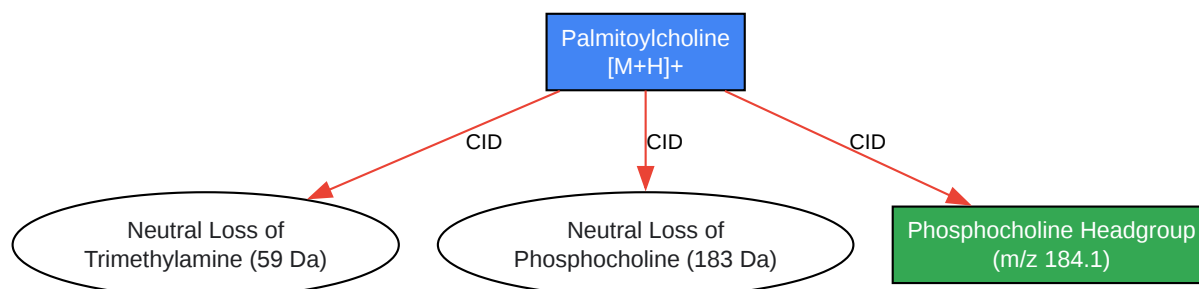 Palmitoylcholine
[M+H]+
CID
CID
CID
Neutral Loss of
Trimethylamine (59 Da)
Neutral Loss of
Phosphocholine (183 Da)
Phosphocholine Headgroup
(m/z 184.1)